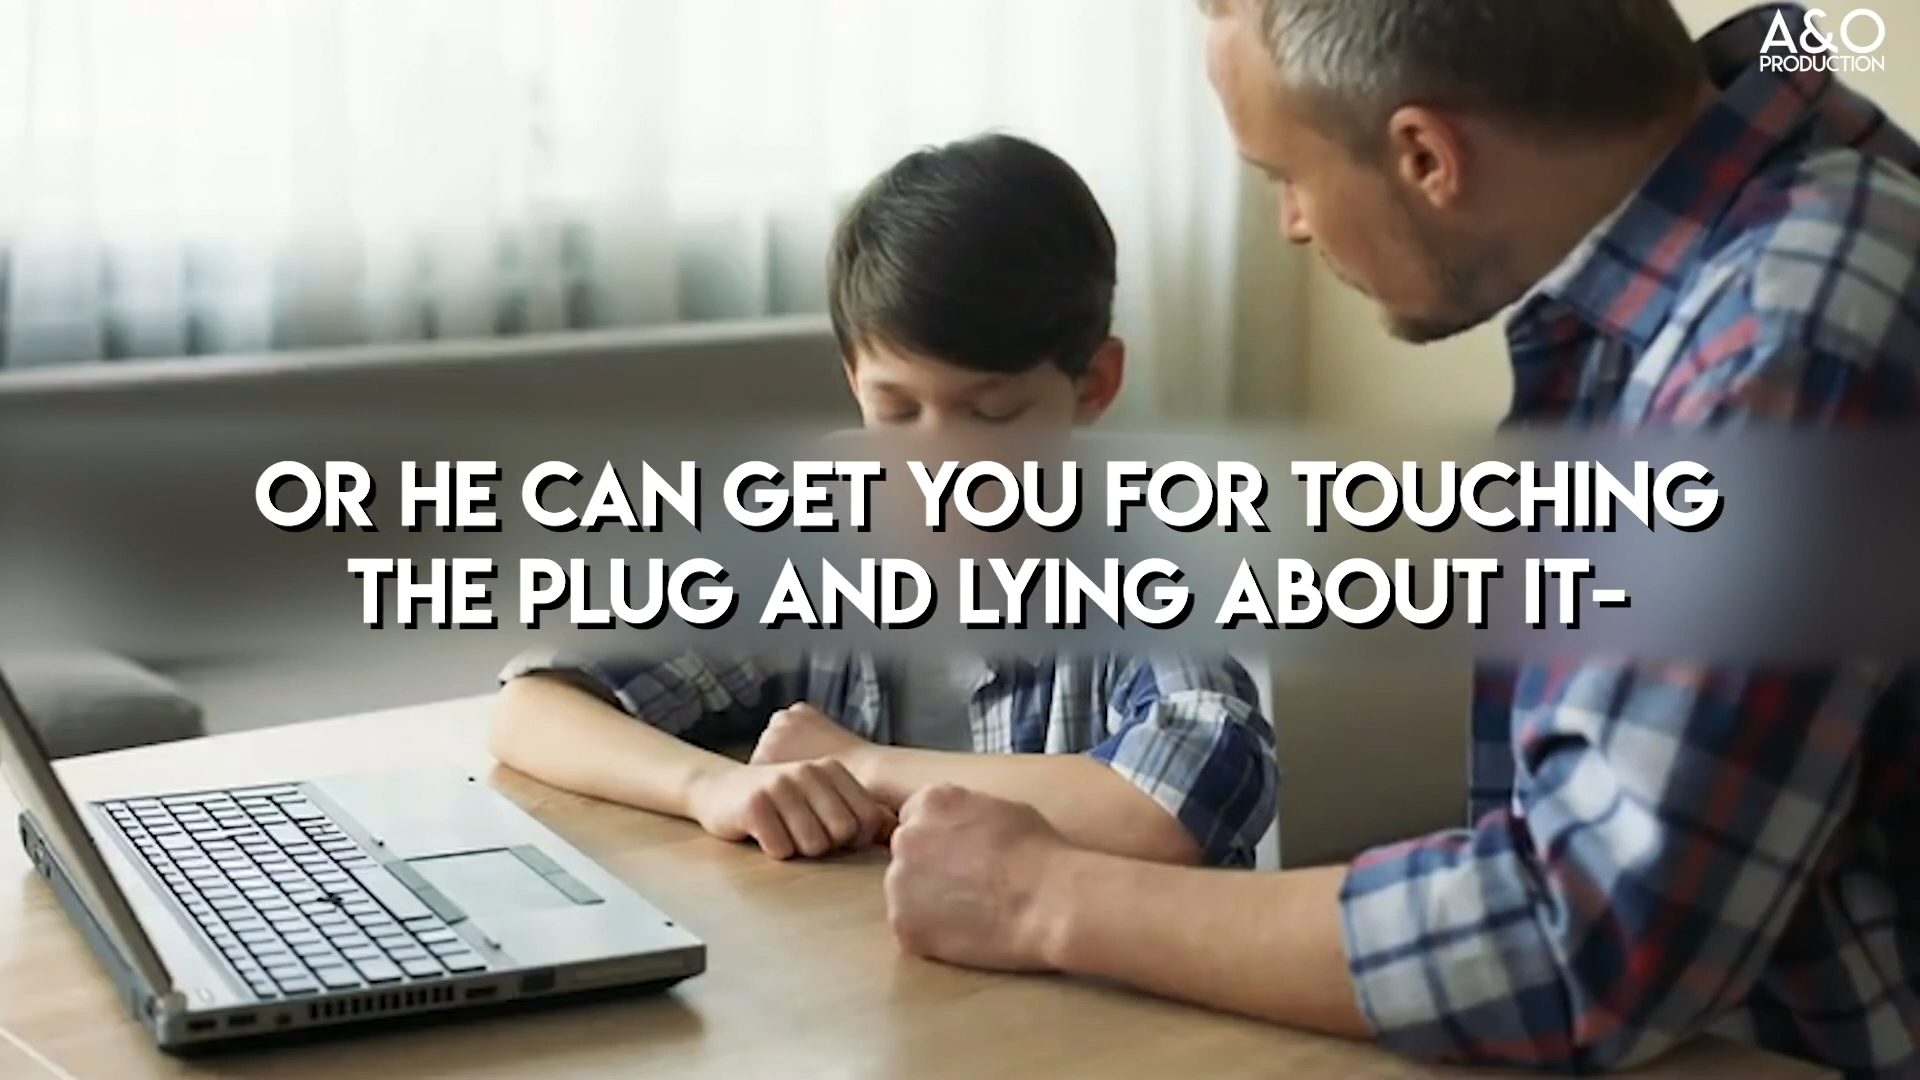 A&O
PRODUCTION
OR HE CAN GET YOU FOR TOUCHING
THE PLUG AND LYING ABOUT IT-